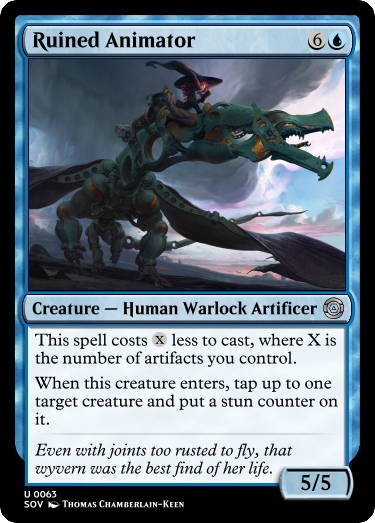 Ruined Animator 6
Creature — Human Warlock Artificer
This spell costs X less to cast, where X is
the number of artifacts you control.
When this creature enters, tap up to one
target creature and put a stun counter on
it.
Even with joints too rusted to fly, that
wyvern was the best find of her life.
5/5
U 0063
SOV Thomas Chamberlain-Keen